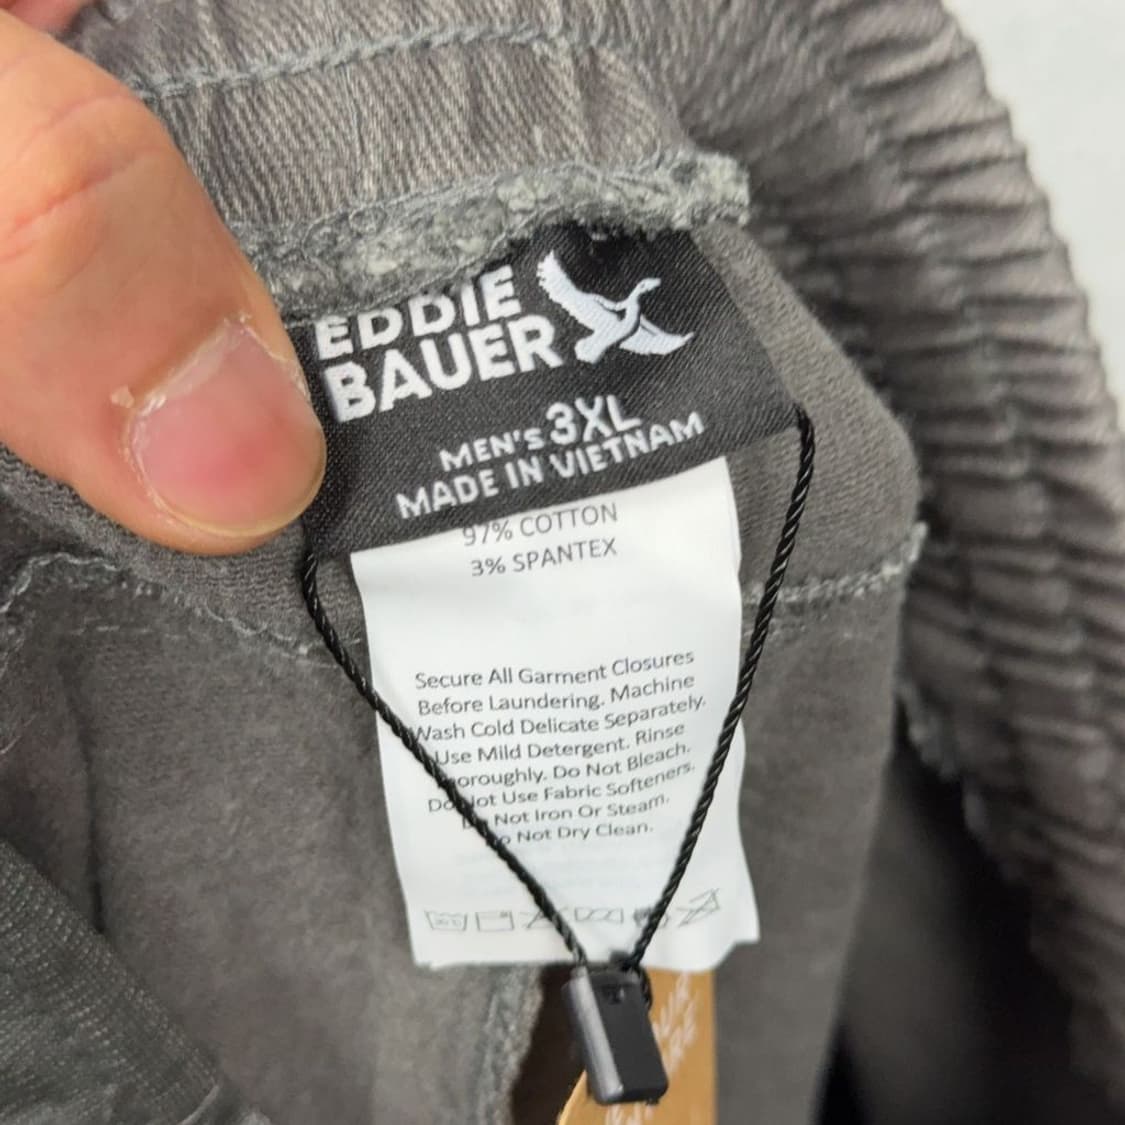 EDDIE
BAUER
MEN'S 3XL
MADE IN VIETNAM
97% COTTON
3% SPANTEX
Secure All Garment Closures
Before Laundering. Machine
Wash Cold Delicate Separately.
Use Mild Detergent. Rinse
oroughly. Do Not Bleach.
Do Not Use Fabric Softeners.
Do Not Iron Or Steam.
Do Not Dry Clean.